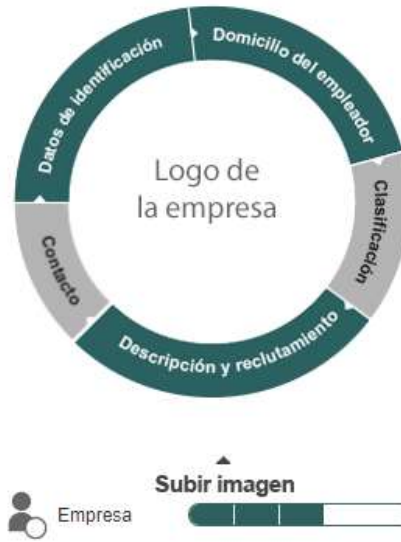 Datos de identificación
Domicilio del empleador
Clasificación
Descripción y reclutamiento
Contacto
Logo de
la empresa
Subir imagen
Empresa